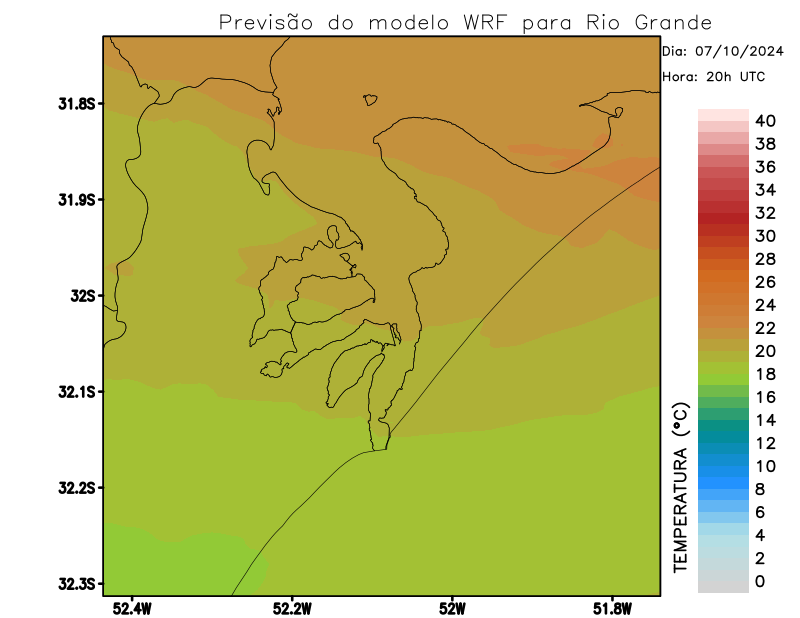 Previsão do modelo WRF para Rio Grande
Dia: 07/10/2024
Hora: 20h UTC
31.8S
31.9S
32S
32.1S
32.2S
32.3S
52.4W
52.2W
52W
51.8W
TEMPERATURA (°C)
40
38
36
34
32
30
28
26
24
22
20
18
16
14
12
10
8
6
4
2
0